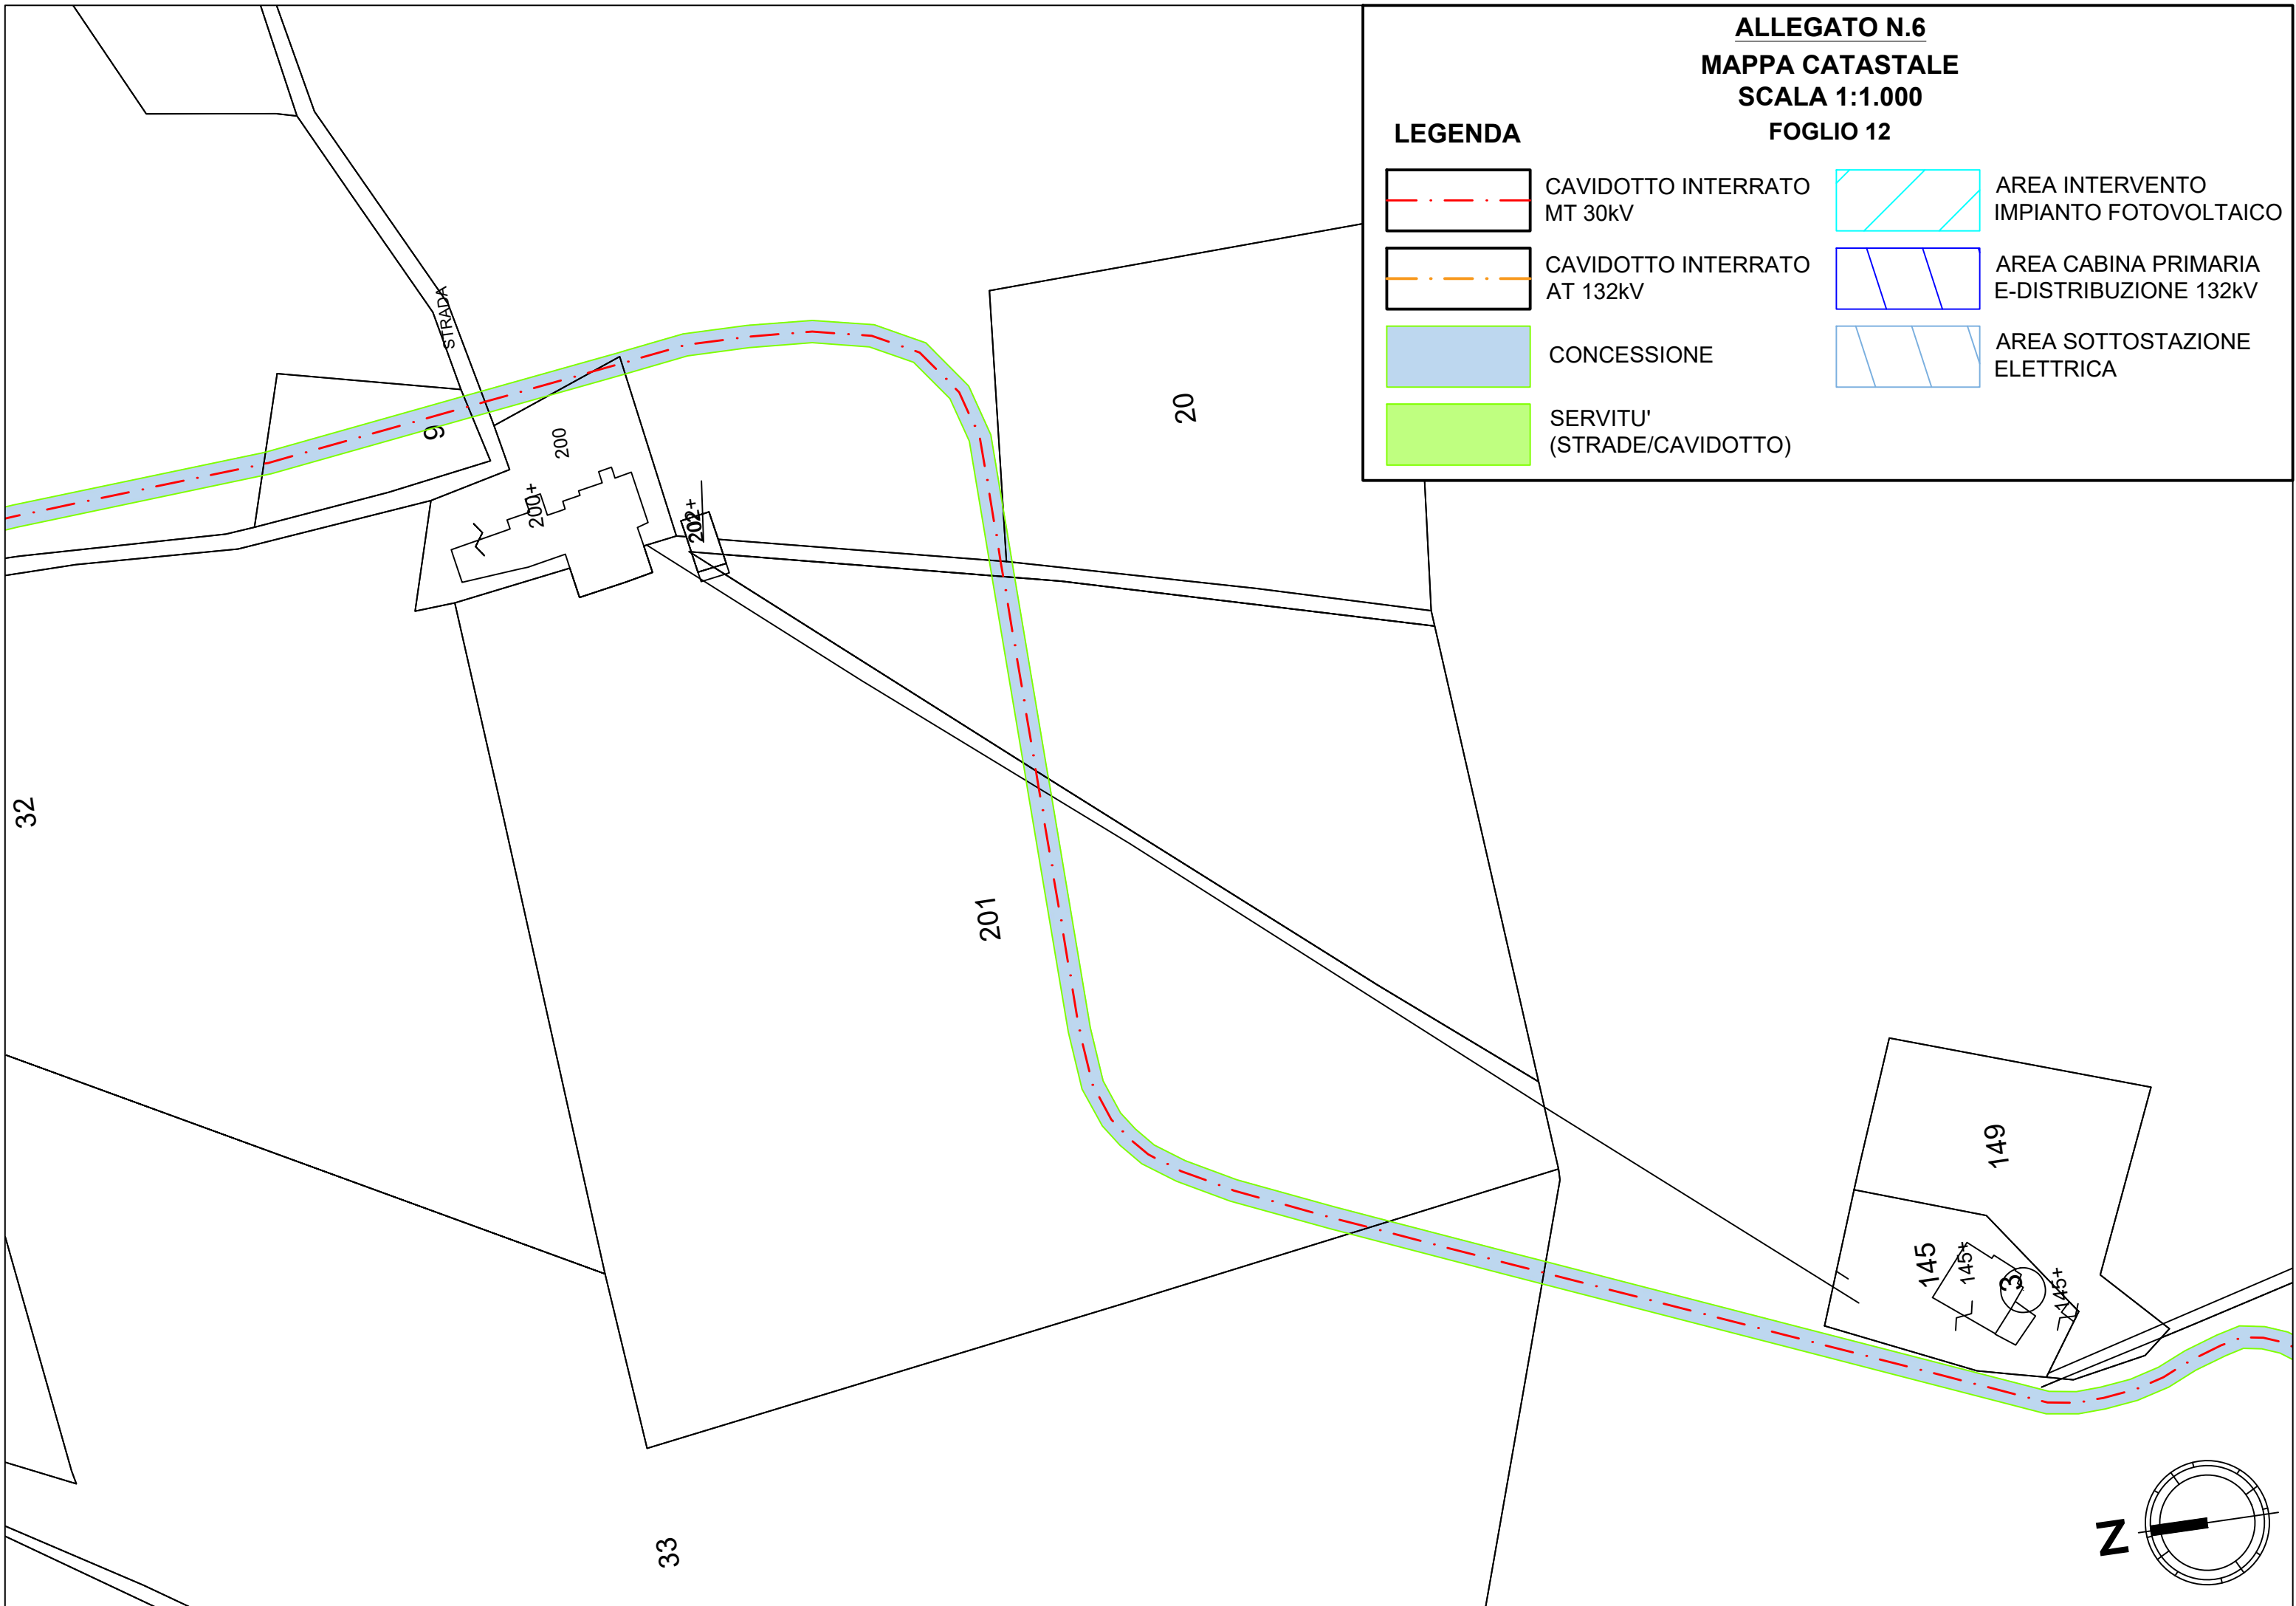 ALLEGATO N.6
MAPPA CATASTALE
SCALA 1:1.000
FOGLIO 12
LEGENDA
CAVIDOTTO INTERRATO
MT 30kV
CAVIDOTTO INTERRATO
AT 132kV
CONCESSIONE
SERVITU'
(STRADE/CAVIDOTTO)
AREA INTERVENTO
IMPIANTO FOTOVOLTAICO
AREA CABINA PRIMARIA
E-DISTRIBUZIONE 132kV
AREA SOTTOSTAZIONE
ELETTRICA
STRADA
9
200
200+
202+
20
32
201
149
145
145+
3
145+
33
N